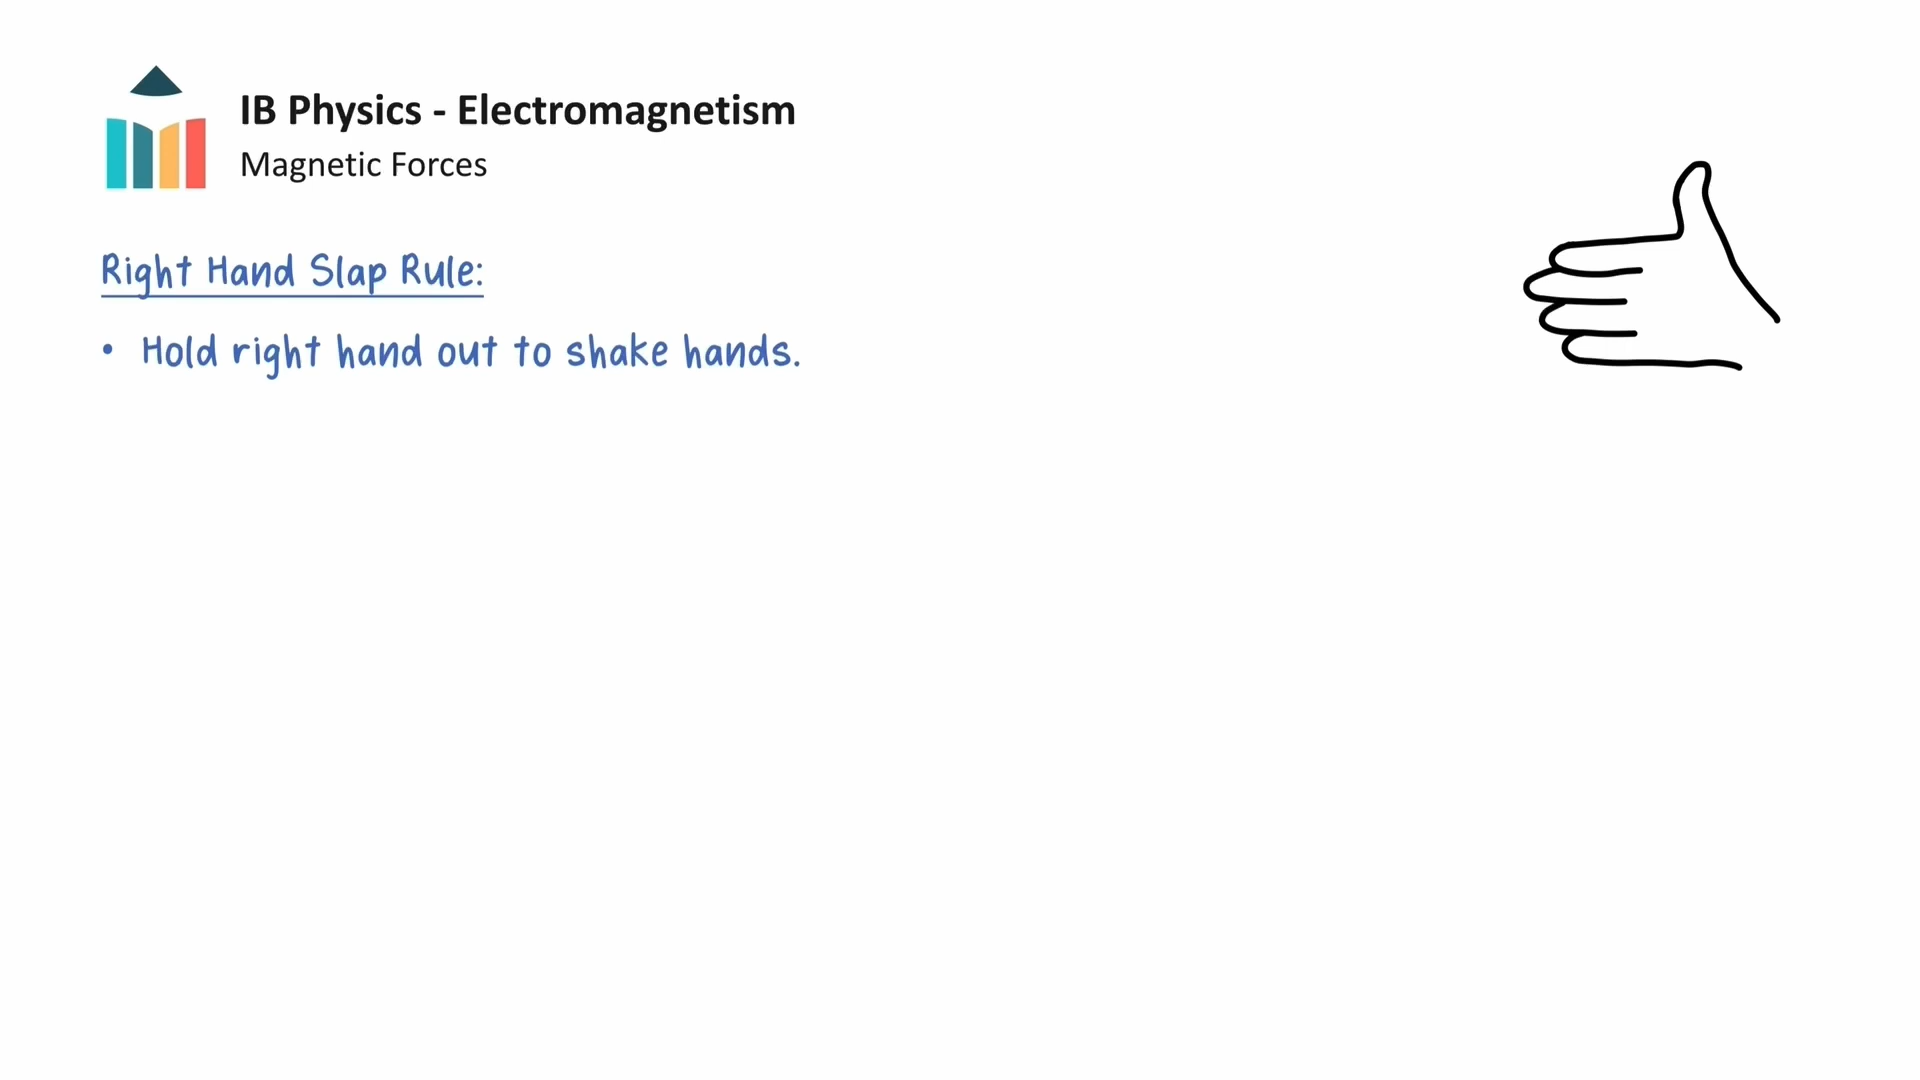 IB Physics - Electromagnetism
Magnetic Forces
Right Hand Slap Rule:
• Hold right hand out to shake hands.